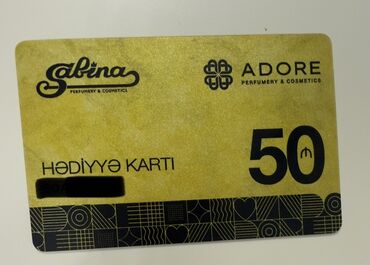 Sabina
PERFUMERY & COSMETICS
ADORE
PERFUMERY & COSMETICS
HƏDİYYƏ KARTI
50 ₼